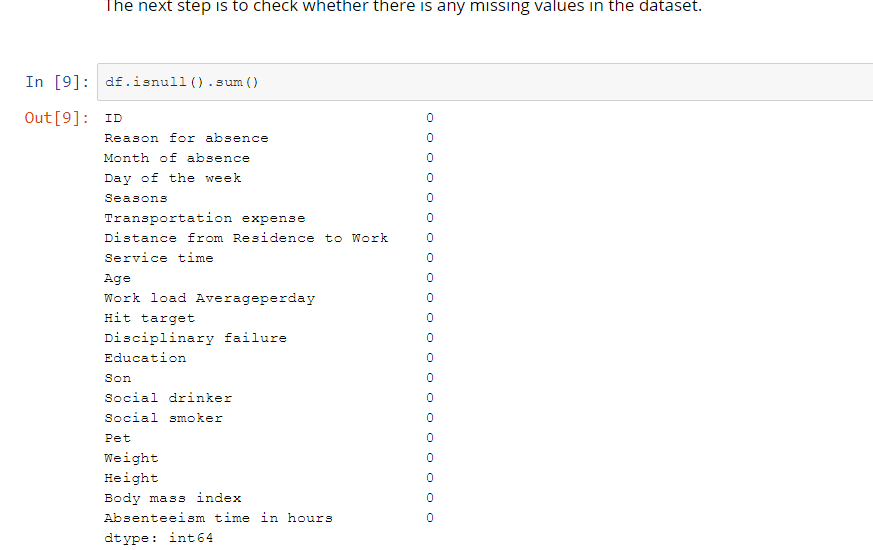 The next step is to check whether there is any missing values in the dataset.
In [9]: df.isnull().sum()
Out[9]: ID 0
Reason for absence 0
Month of absence 0
Day of the week 0
Seasons 0
Transportation expense 0
Distance from Residence to Work 0
Service time 0
Age 0
Work load Averageperday 0
Hit target 0
Disciplinary failure 0
Education 0
Son 0
Social drinker 0
Social smoker 0
Pet 0
Weight 0
Height 0
Body mass index 0
Absenteeism time in hours 0
dtype: int64